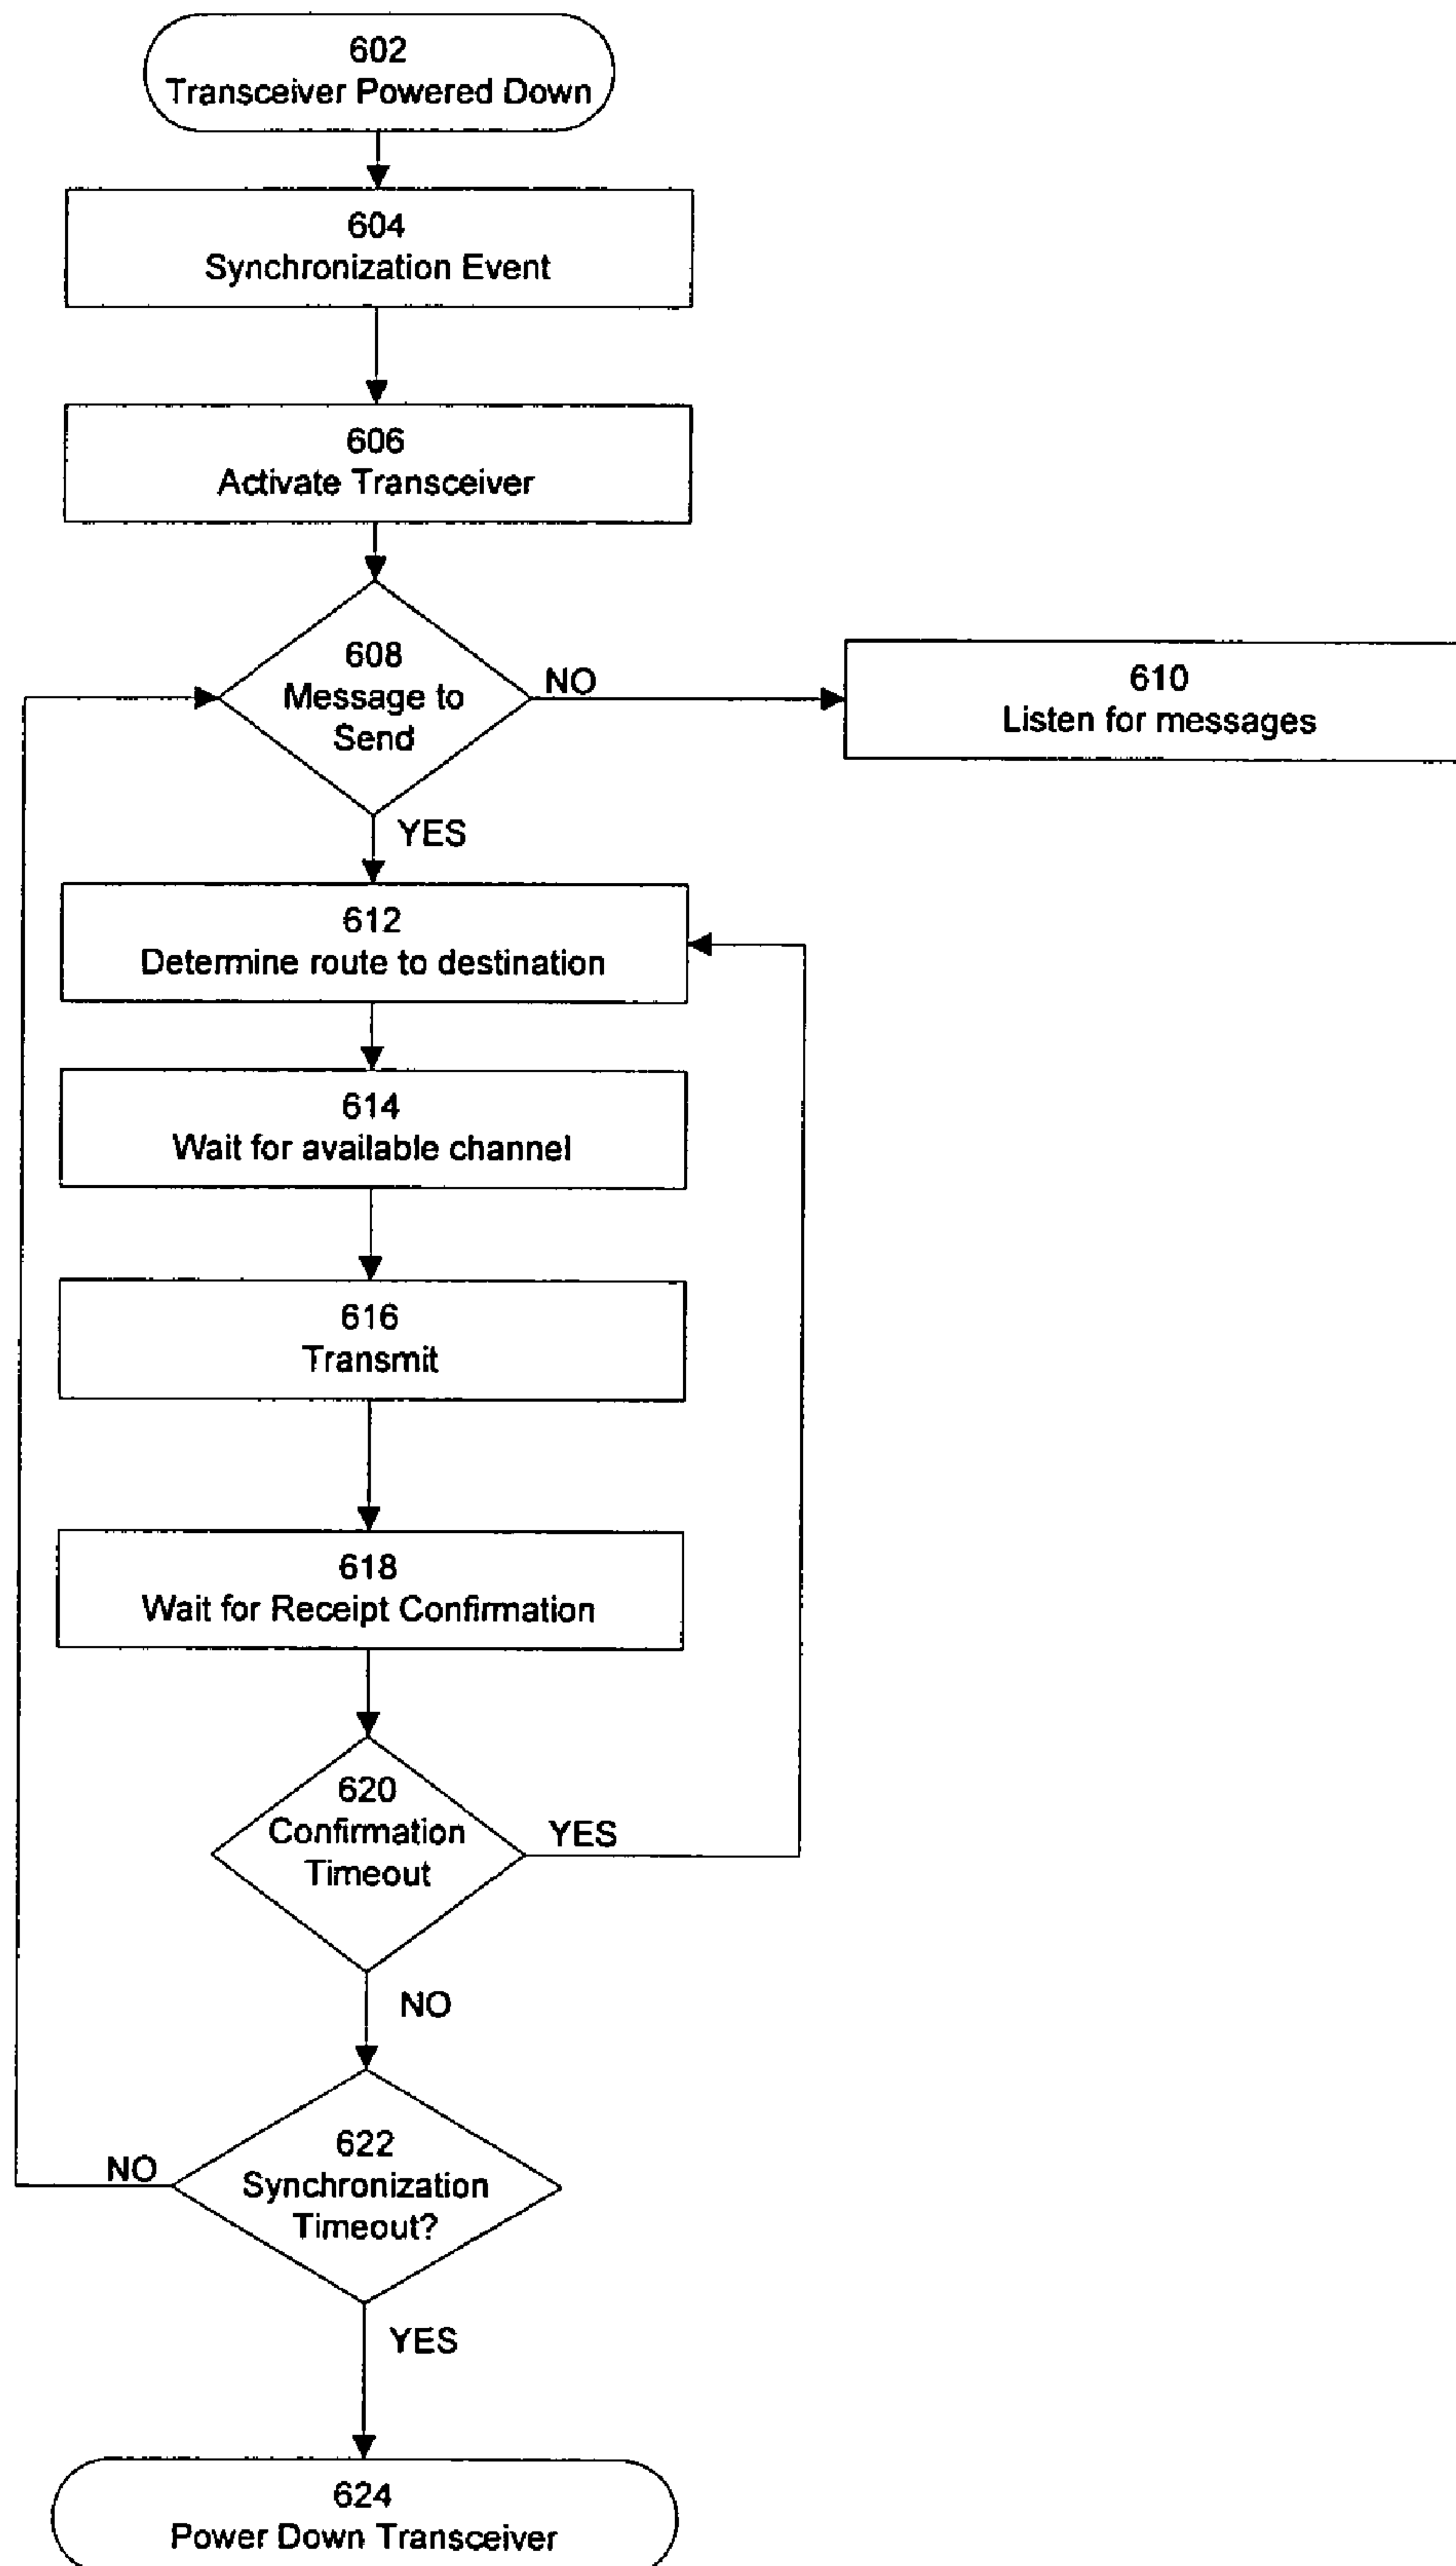 602
Transceiver Powered Down
604
Synchronization Event
606
Activate Transceiver
608
Message to
Send
NO
610
Listen for messages
YES
612
Determine route to destination
614
Wait for available channel
616
Transmit
618
Wait for Receipt Confirmation
620
Confirmation
Timeout
YES
NO
622
Synchronization
Timeout?
NO
YES
624
Power Down Transceiver